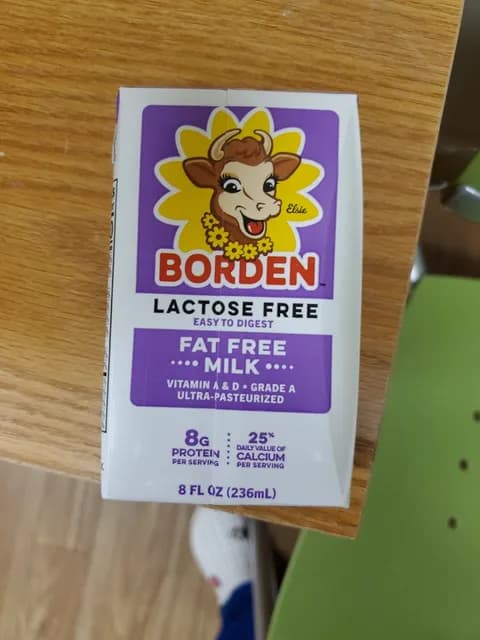 Elsie
BORDEN
LACTOSE FREE
EASY TO DIGEST
FAT FREE
MILK
VITAMIN A & D • GRADE A
ULTRA-PASTEURIZED
8G
PROTEIN
PER SERVING
25%
DAILY VALUE OF
CALCIUM
PER SERVING
8 FL OZ (236mL)